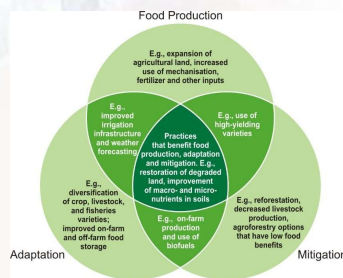 Food Production
E.g., expansion of
agricultural land, increased
use of mechanisation,
fertilizer and other inputs
E.g.,
improved
irrigation
infrastructure
and weather
forecasting
E.g., use of
high-yielding
varieties
Practices
that benefit food
production, adaptation
and mitigation. E.g.,
restoration of degraded
land, improvement
of macro- and micro-
nutrients in soils
E.g.,
diversification
of crop, livestock,
and fisheries
varieties;
improved on-farm
and off-farm food
storage
E.g., on-farm
production
and use of
biofuels
E.g., reforestation,
decreased livestock
production,
agroforestry options
that have low food
benefits
Adaptation
Mitigation